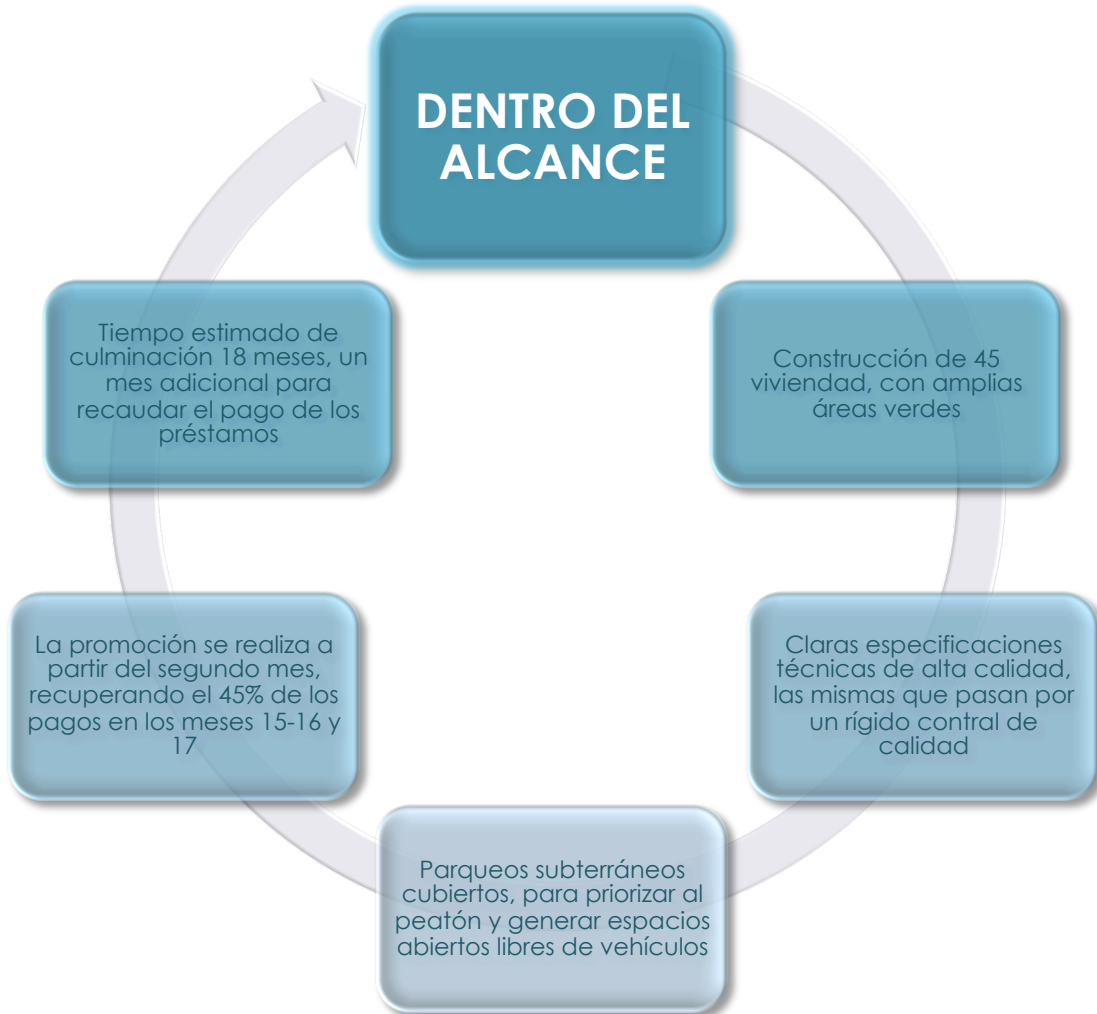 DENTRO DEL
ALCANCE
Construcción de 45
viviendad, con amplias
áreas verdes
Claras especificaciones
técnicas de alta calidad,
las mismas que pasan por
un rígido contral de
calidad
Parqueos subterráneos
cubiertos, para priorizar al
peatón y generar espacios
abiertos libres de vehículos
La promoción se realiza a
partir del segundo mes,
recuperando el 45% de los
pagos en los meses 15-16 y
17
Tiempo estimado de
culminación 18 meses, un
mes adicional para
recaudar el pago de los
préstamos